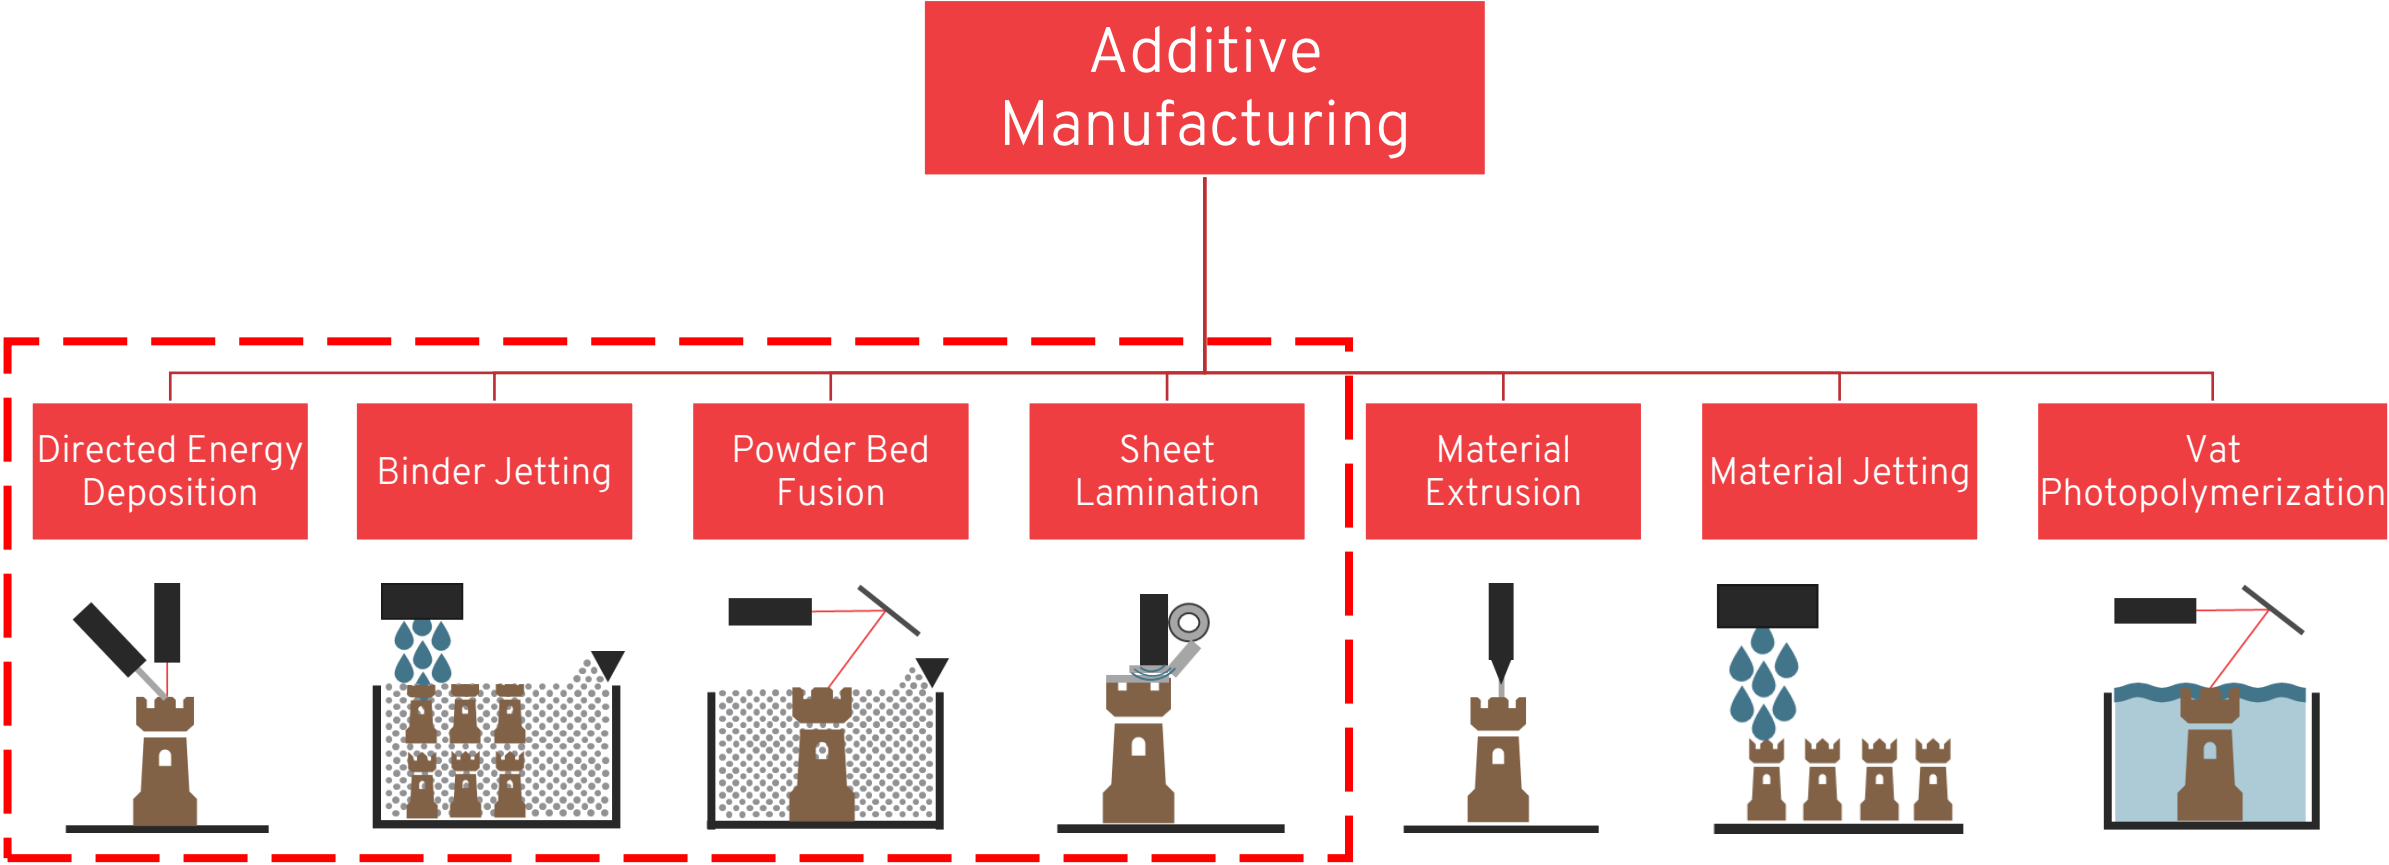 Additive
Manufacturing
Directed Energy
Deposition
Binder Jetting
Powder Bed
Fusion
Sheet
Lamination
Material
Extrusion
Material Jetting
Vat
Photopolymerization